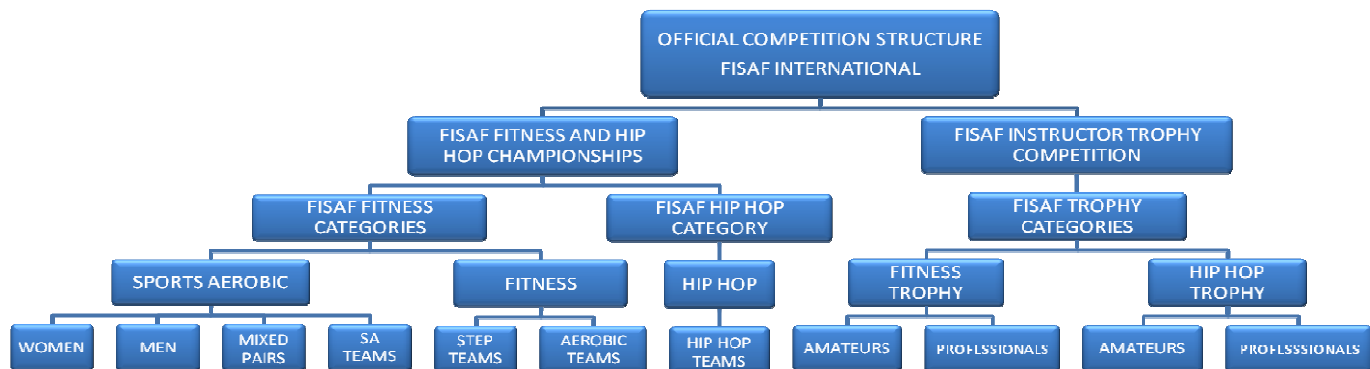 OFFICIAL COMPETITION STRUCTURE
FISAF INTERNATIONAL
FISAF FITNESS AND HIP
HOP CHAMPIONSHIPS
FISAF INSTRUCTOR TROPHY
COMPETITION
FISAF FITNESS
CATEGORIES
FISAF HIP HOP
CATEGORY
FISAF TROPHY
CATEGORIES
SPORTS AEROBIC
FITNESS
HIP HOP
FITNESS
TROPHY
HIP HOP
TROPHY
WOMEN
MEN
MIXED
PAIRS
SA
TEAMS
STEP
TEAMS
AEROBIC
TEAMS
HIP HOP
TEAMS
AMATEURS
PROFLSSIONALS
AMATEURS
PROFLSSSIONALS